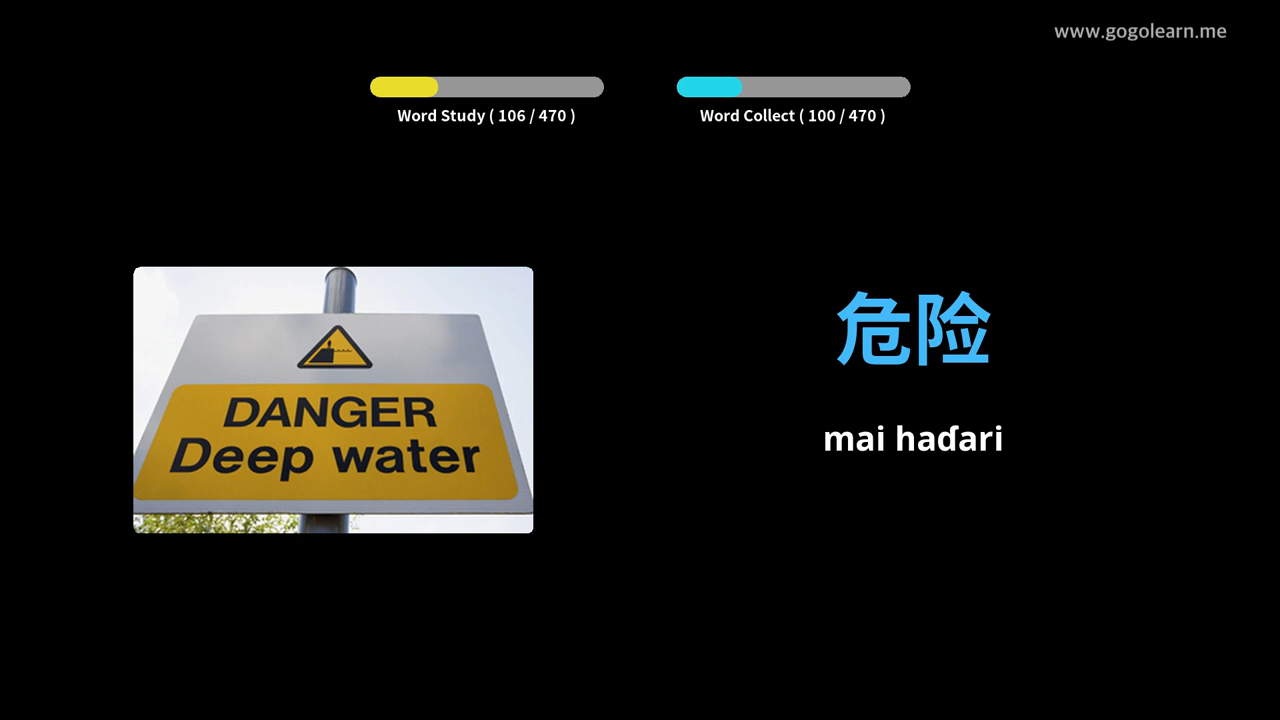 www.gogolearn.me
Word Study ( 106 / 470 )
Word Collect ( 100 / 470 )
DANGER
Deep water
危险
mai haɗari